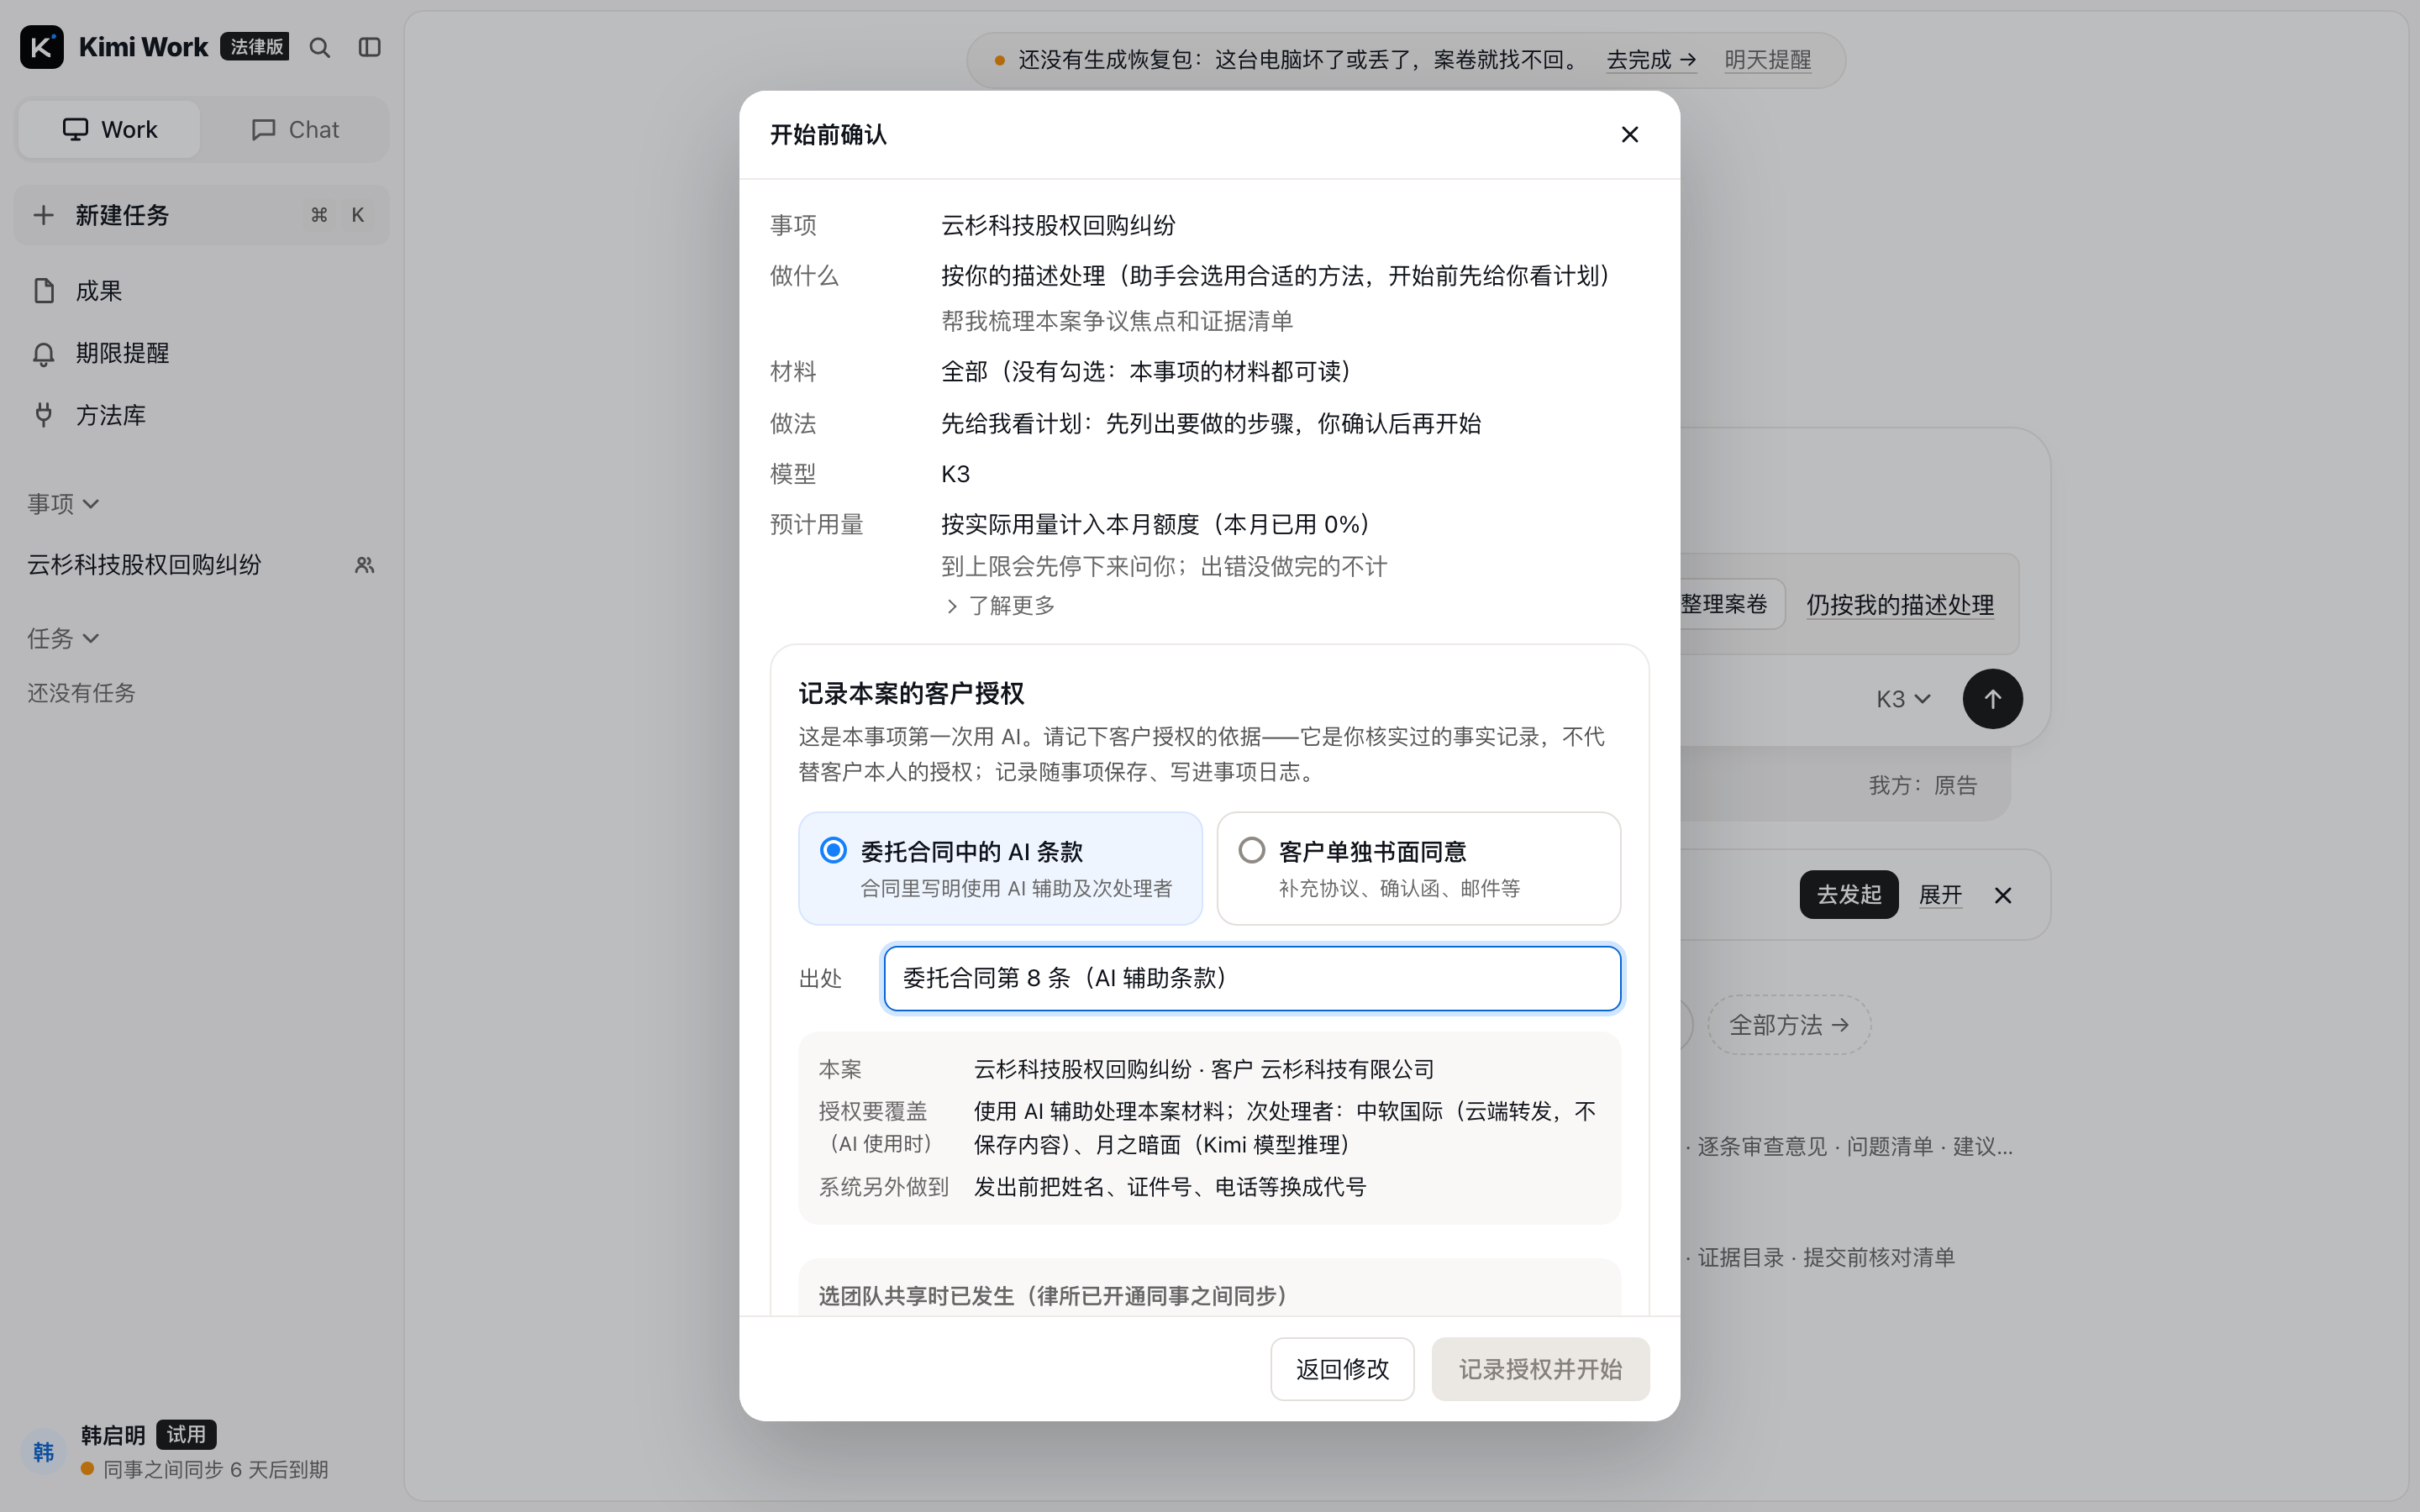 Kimi Work 法律版
Work
Chat
新建任务 ⌘ K
成果
期限提醒
方法库
事项
云杉科技股权回购纠纷
任务
还没有任务
韩
韩启明 试用
同事之间同步 6 天后到期
还没有生成恢复包：这台电脑坏了或丢了，案卷就找不回。 去完成 → 明天提醒
开始前确认
事项 云杉科技股权回购纠纷
做什么 按你的描述处理（助手会选用合适的方法，开始前先给你看计划）
帮我梳理本案争议焦点和证据清单
材料 全部（没有勾选：本事项的材料都可读）
做法 先给我看计划：先列出要做的步骤，你确认后再开始
模型 K3
预计用量 按实际用量计入本月额度（本月已用 0%）
到上限会先停下来问你；出错没做完的不计
了解更多
记录本案的客户授权
这是本事项第一次用 AI。请记下客户授权的依据——它是你核实过的事实记录，不代
替客户本人的授权；记录随事项保存、写进事项日志。
委托合同中的 AI 条款
合同里写明使用 AI 辅助及次处理者
客户单独书面同意
补充协议、确认函、邮件等
出处 委托合同第 8 条（AI 辅助条款）
本案 云杉科技股权回购纠纷 · 客户 云杉科技有限公司
授权要覆盖 使用 AI 辅助处理本案材料；次处理者：中软国际（云端转发，不
（AI 使用时） 保存内容）、月之暗面（Kimi 模型推理）
系统另外做到 发出前把姓名、证件号、电话等换成代号
选团队共享时已发生（律所已开通同事之间同步）
返回修改
记录授权并开始
整理案卷
仍按我的描述处理
K3
我方：原告
去发起 展开
全部方法 →
· 逐条审查意见 · 问题清单 · 建议...
· 证据目录 · 提交前核对清单